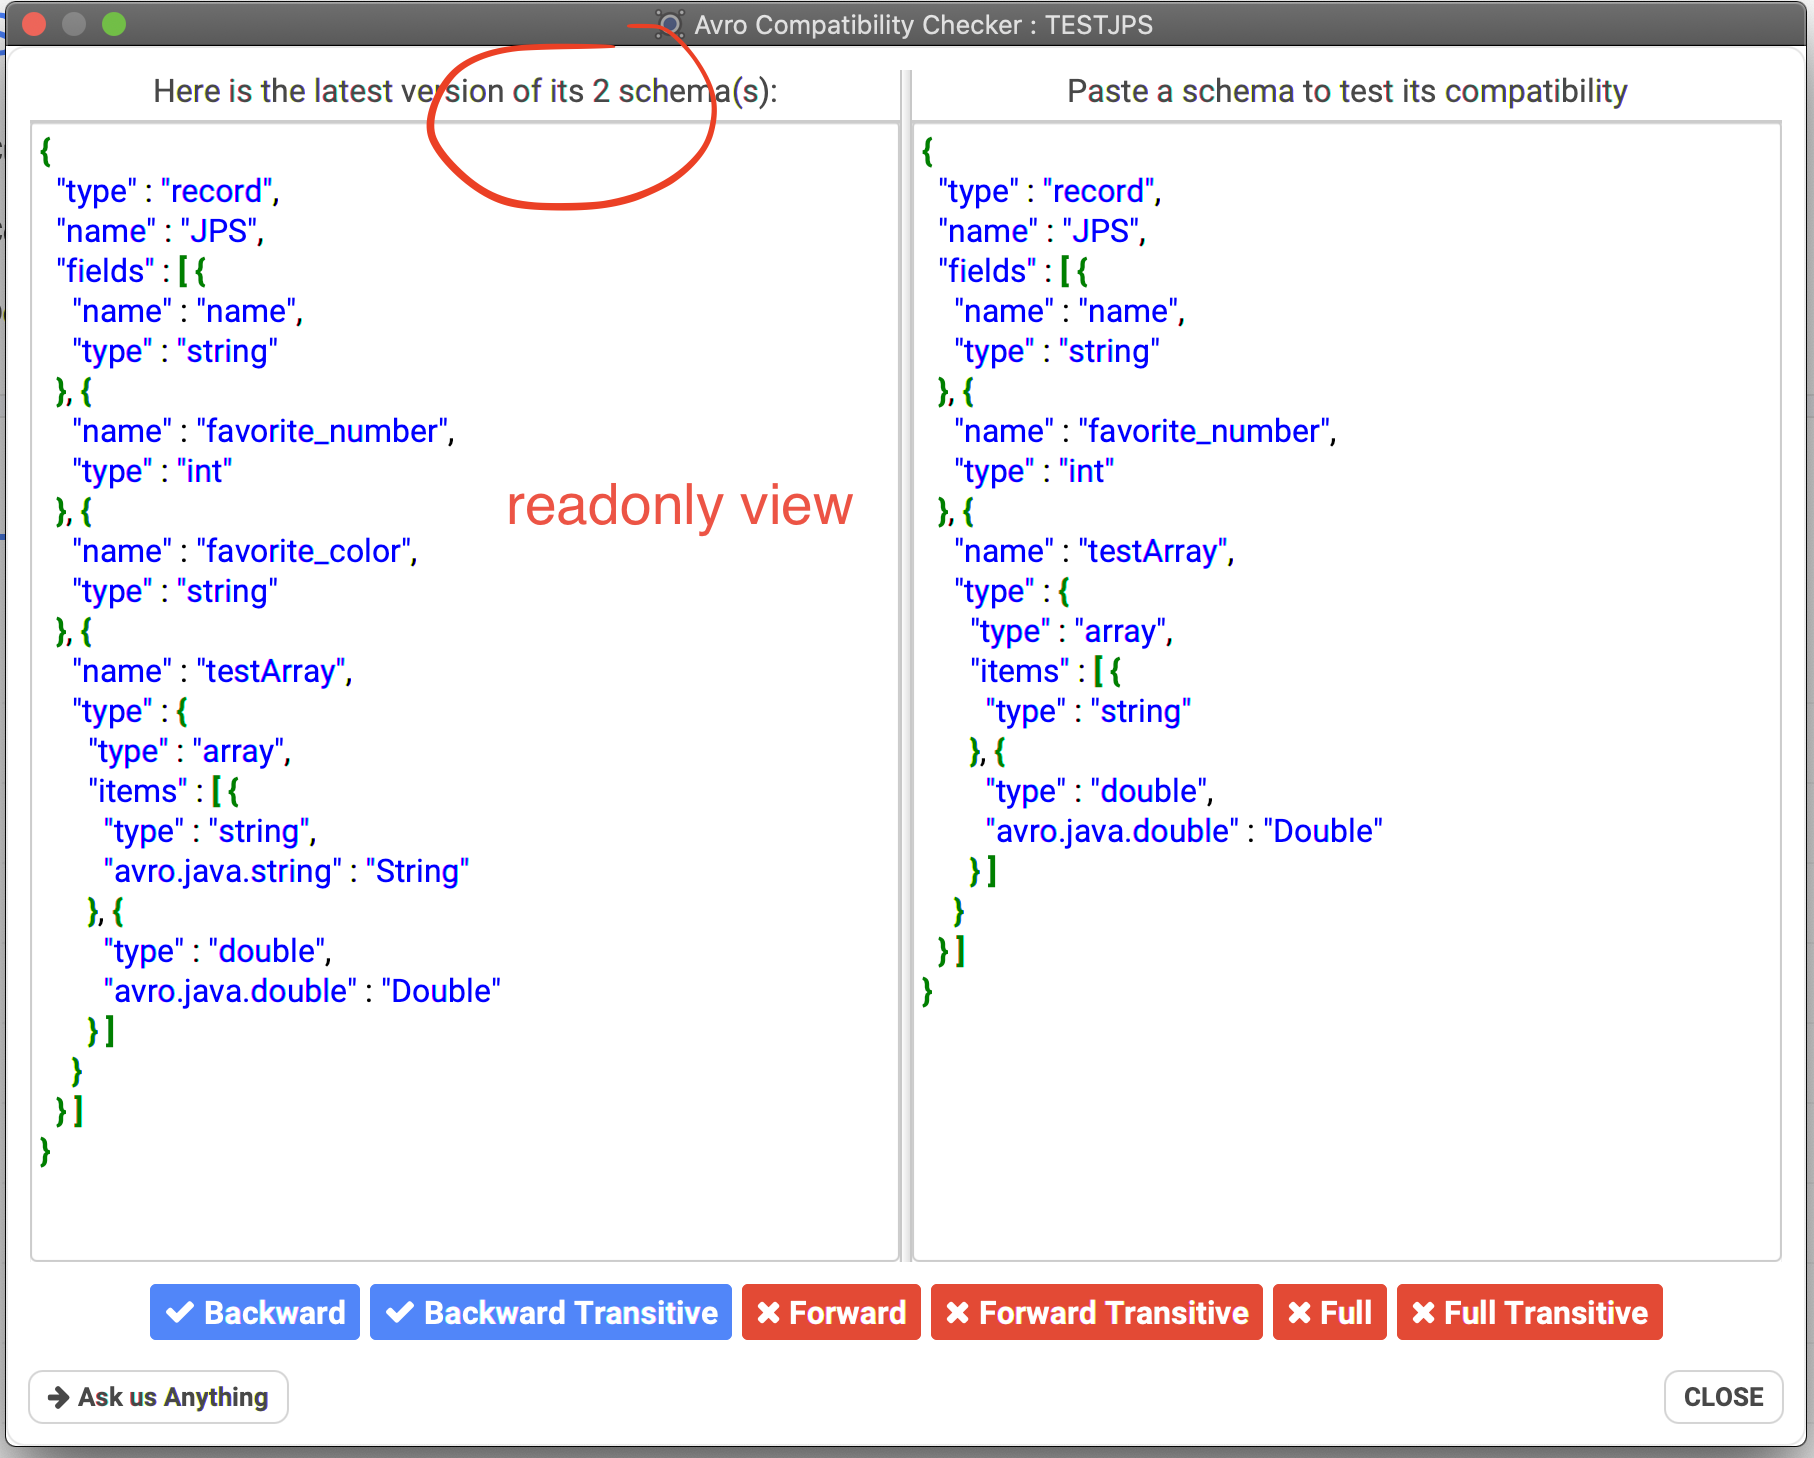 Avro Compatibility Checker : TESTJPS
Here is the latest version of its 2 schema(s):
{
"type" : "record",
"name" : "JPS",
"fields" : [ {
"name" : "name",
"type" : "string"
}, {
"name" : "favorite_number",
"type" : "int"
}, {
"name" : "favorite_color",
"type" : "string"
}, {
"name" : "testArray",
"type" : {
"type" : "array",
"items" : [ {
"type" : "string",
"avro.java.string" : "String"
}, {
"type" : "double",
"avro.java.double" : "Double"
} ]
}
} ]
}
readonly view
Paste a schema to test its compatibility
{
"type" : "record",
"name" : "JPS",
"fields" : [ {
"name" : "name",
"type" : "string"
}, {
"name" : "favorite_number",
"type" : "int"
}, {
"name" : "testArray",
"type" : {
"type" : "array",
"items" : [ {
"type" : "string"
}, {
"type" : "double",
"avro.java.double" : "Double"
} ]
}
} ]
}
Backward
Backward Transitive
Forward
Forward Transitive
Full
Full Transitive
Ask us Anything
CLOSE